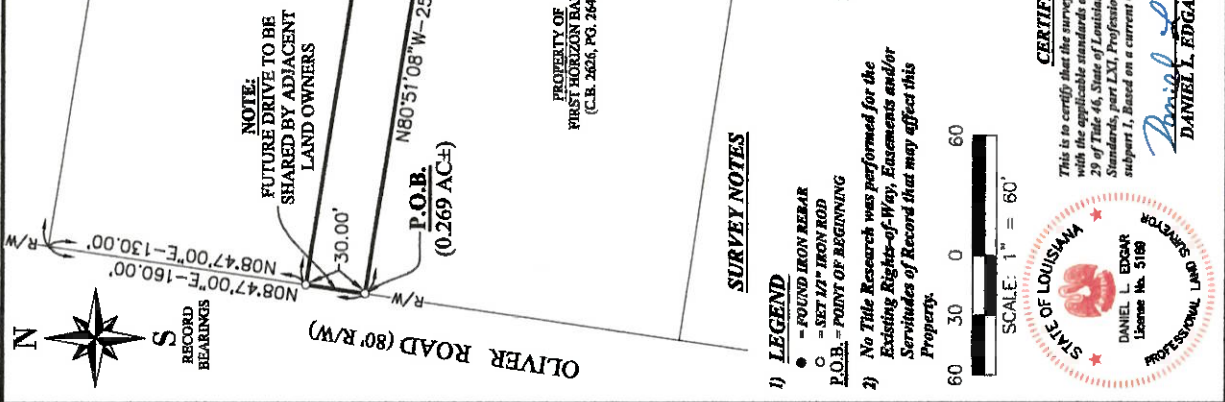 N
S
RECORD
BEARINGS
R/W
N08°47'00"E-130.00'
N08°47'00"E-160.00'
NOTE:
FUTURE DRIVE TO BE
SHARED BY ADJACENT
LAND OWNERS
30.00'
N80°51'08"W-25
P.O.B.
(0.269 AC±)
R/W
OLIVER ROAD (80' R/W)
PROPERTY OF
FIRST HORIZON BA
(C.B. 2626, PG. 264
SURVEY NOTES
1) LEGEND
● = FOUND IRON REBAR
○ = SET 1/2" IRON ROD
P.O.B. = POINT OF BEGINNING
2) No Title Research was performed for the
Existing Rights-of-Way, Easements and/or
Servitudes of Record that may affect this
Property.
60 30 0 60
SCALE: 1" = 60'
CERTIF
This is to certify that the survey
with the applicable standards o
29 of Title 46, State of Louisian
Standards, part LXI, Professio
subpart 1, Based on a current
Daniel L
DANIEL L. EDGA
STATE OF LOUISIANA
DANIEL L. EDGAR
License No. 5169
PROFESSIONAL LAND SURVEYOR